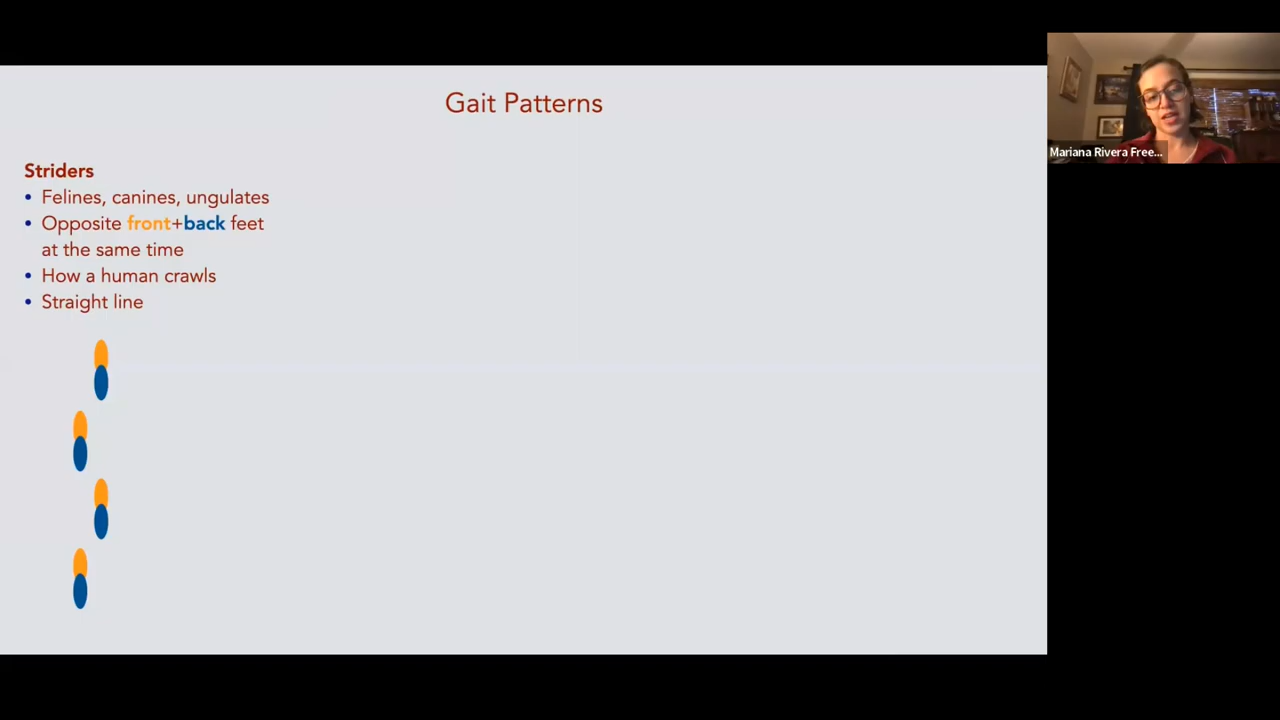 Gait Patterns
Mariana Rivera Free...
Striders
• Felines, canines, ungulates
• Opposite front+back feet
at the same time
• How a human crawls
• Straight line